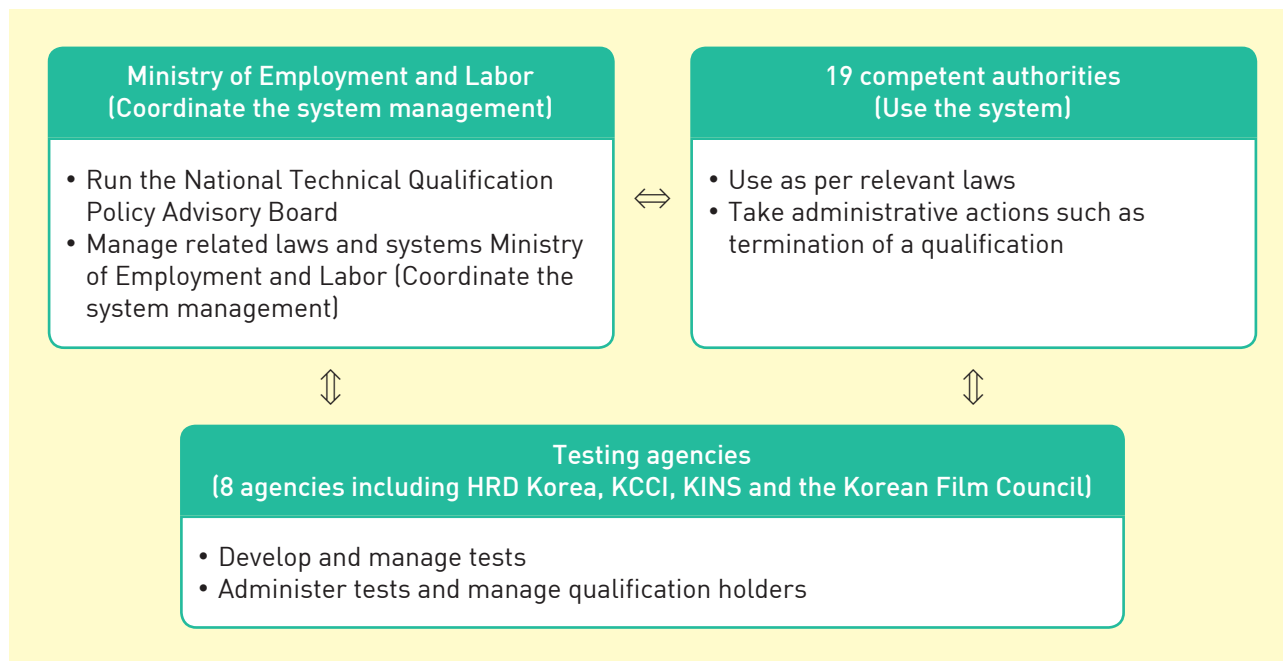 Ministry of Employment and Labor
(Coordinate the system management)
• Run the National Technical Qualification
Policy Advisory Board
• Manage related laws and systems Ministry
of Employment and Labor (Coordinate the
system management)
19 competent authorities
(Use the system)
• Use as per relevant laws
• Take administrative actions such as
termination of a qualification
Testing agencies
(8 agencies including HRD Korea, KCCI, KINS and the Korean Film Council)
• Develop and manage tests
• Administer tests and manage qualification holders